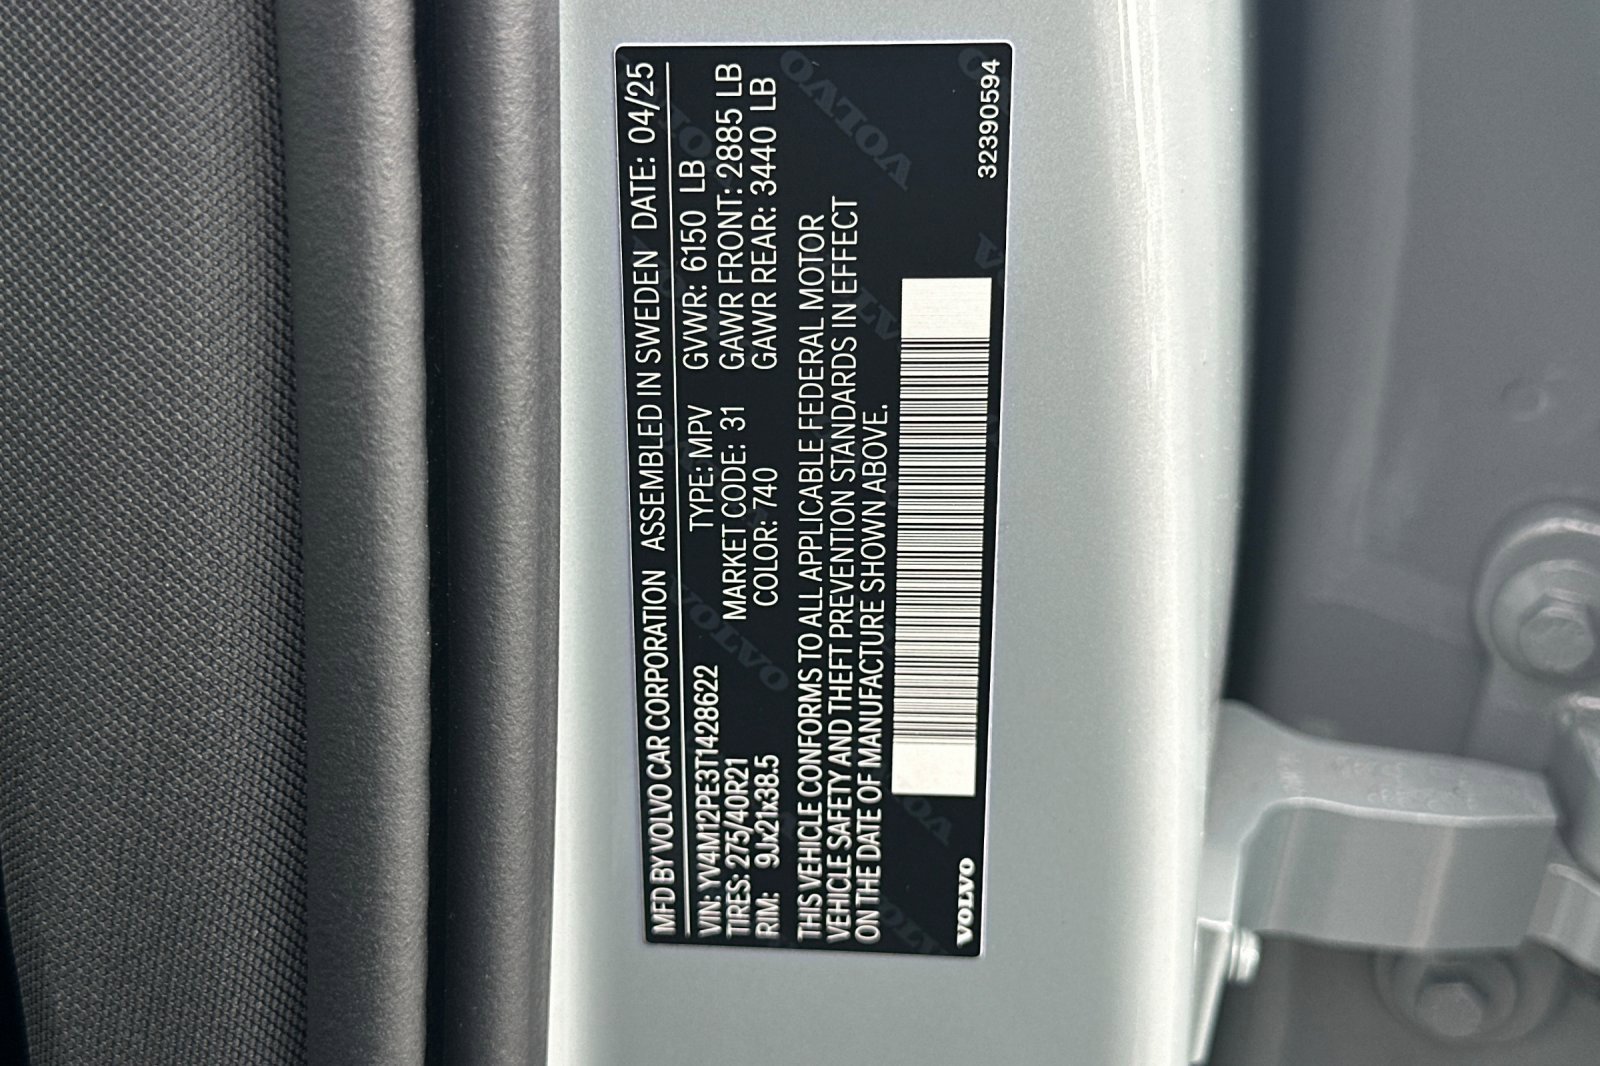 MFD BY VOLVO CAR CORPORATION ASSEMBLED IN SWEDEN DATE: 04/25
VIN: YV4M12PE3T1428622 TYPE: MPV GVWR: 6150 LB
TIRES: 275/40R21 MARKET CODE: 31 GAWR FRONT: 2885 LB
RIM: 9Jx21x38.5 COLOR: 740 GAWR REAR: 3440 LB
THIS VEHICLE CONFORMS TO ALL APPLICABLE FEDERAL MOTOR
VEHICLE SAFETY AND THEFT PREVENTION STANDARDS IN EFFECT
ON THE DATE OF MANUFACTURE SHOWN ABOVE.
VOLVO 32390594